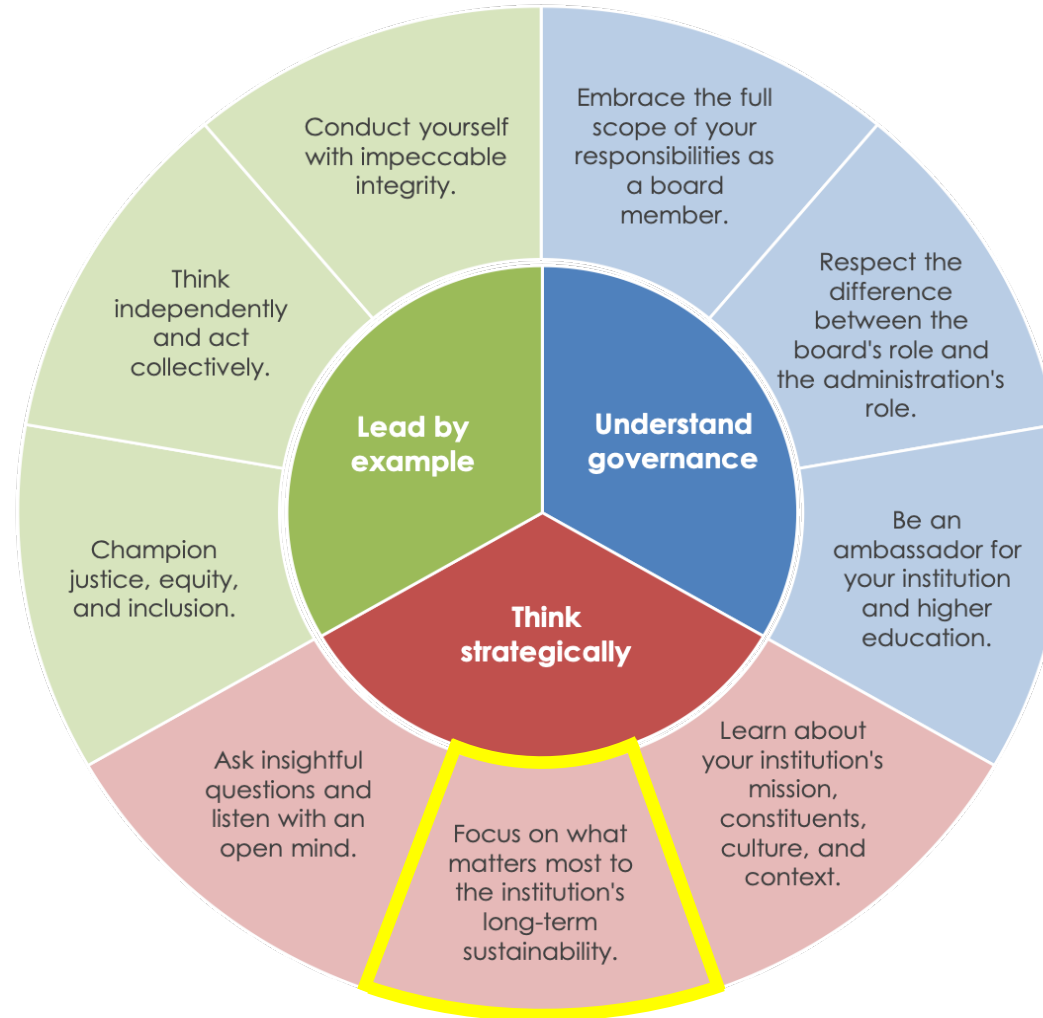 Conduct yourself
with impeccable
integrity.
Embrace the full
scope of your
responsibilities as
a board
member.
Respect the
difference
between the
board's role and
the administration's
role.
Be an
ambassador for
your institution
and higher
education.
Learn about
your institution's
mission,
constituents,
culture, and
context.
Focus on what
matters most to
the institution's
long-term
sustainability.
Ask insightful
questions and
listen with an
open mind.
Champion
justice, equity,
and inclusion.
Think
independently
and act
collectively.
Lead by
example
Understand
governance
Think
strategically